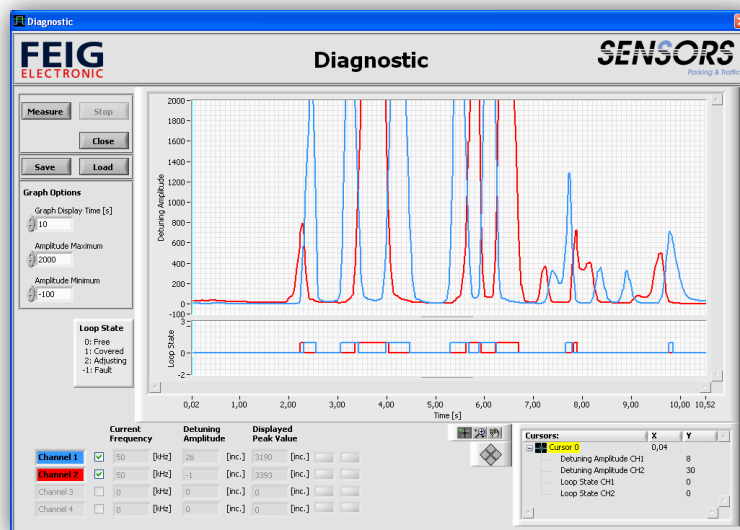 Diagnostic
FEIG
ELECTRONIC
Diagnostic
SENSORS
Parking & Traffic
Measure Stop
Close
Save Load
Graph Options
Graph Display Time [s]
10
Amplitude Maximum
2000
Amplitude Minimum
-100
Loop State
0: Free
1: Covered
2: Adjusting
-1: Fault
Detuning Amplitude
2000
1800
1600
1400
1200
1000
800
600
400
200
0
-100
Loop State
3
0
-2
0,02 1,00 2,00 3,00 4,00 5,00 6,00 7,00 8,00 9,00 10,00 10,52
Time [s]
Current Frequency Detuning Amplitude Displayed Peak Value
Channel 1 50 [kHz] 26 [inc.] 3190 [inc.]
Channel 2 50 [kHz] -1 [inc.] 3393 [inc.]
Channel 3 0 [kHz] 0 [inc.] 0 [inc.]
Channel 4 0 [kHz] 0 [inc.] 0 [inc.]
Cursors: X Y
Cursor 0 0,04
Detuning Amplitude CH1 8
Detuning Amplitude CH2 30
Loop State CH1 0
Loop State CH2 0